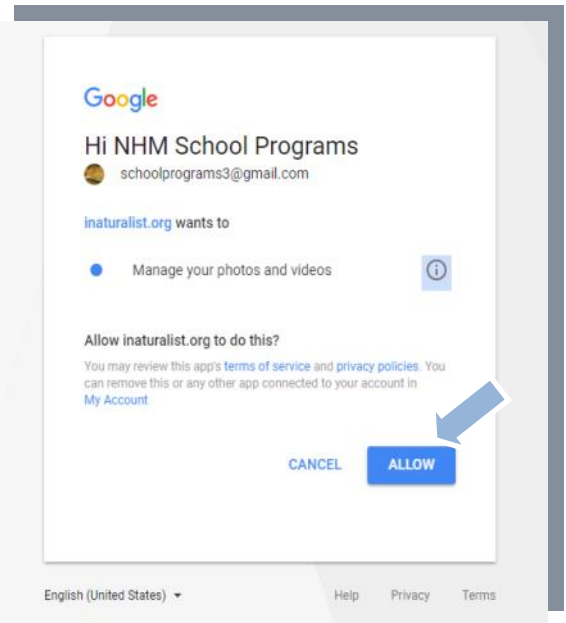 Google
Hi NHM School Programs
schoolprograms3@gmail.com
inaturalist.org wants to
Manage your photos and videos
Allow inaturalist.org to do this?
You may review this app's terms of service and privacy policies. You
can remove this or any other app connected to your account in
My Account
CANCEL ALLOW
English (United States) Help Privacy Terms